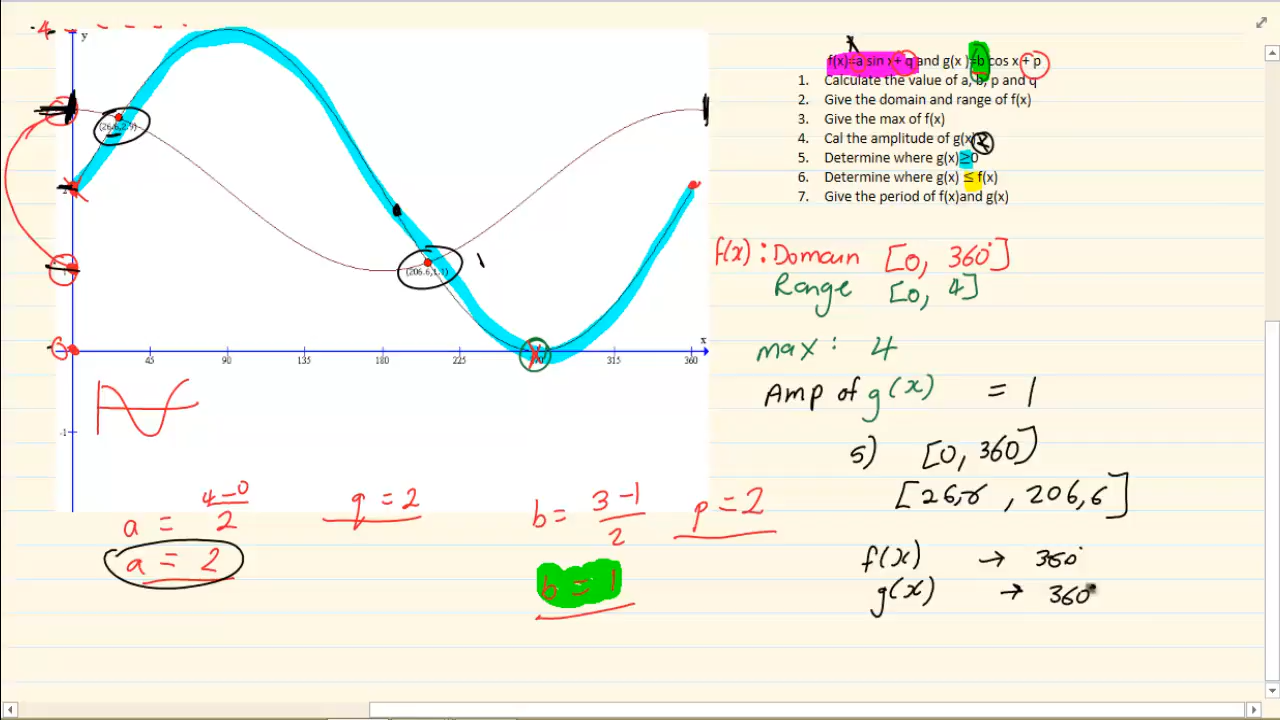 4
y
(26.6,2.9)
(206.6,1.1)
x
45
90
135
180
225
315
360
-1
f(x)=a sin x+ q and g(x )=b cos x + p
1. Calculate the value of a, b, p and q
2. Give the domain and range of f(x)
3. Give the max of f(x)
4. Cal the amplitude of g(x)
5. Determine where g(x)≥0
6. Determine where g(x) ≤ f(x)
7. Give the period of f(x)and g(x)
f(x) : Domain [0, 360°]
Range [0, 4]
max : 4
Amp of g(x) = 1
5) [0, 360]
[26,6 , 206,6]
f(x) → 360°
g(x) → 360
a = 4-0
2
a = 2
q = 2
b = 3-1
2
b = 1
p = 2